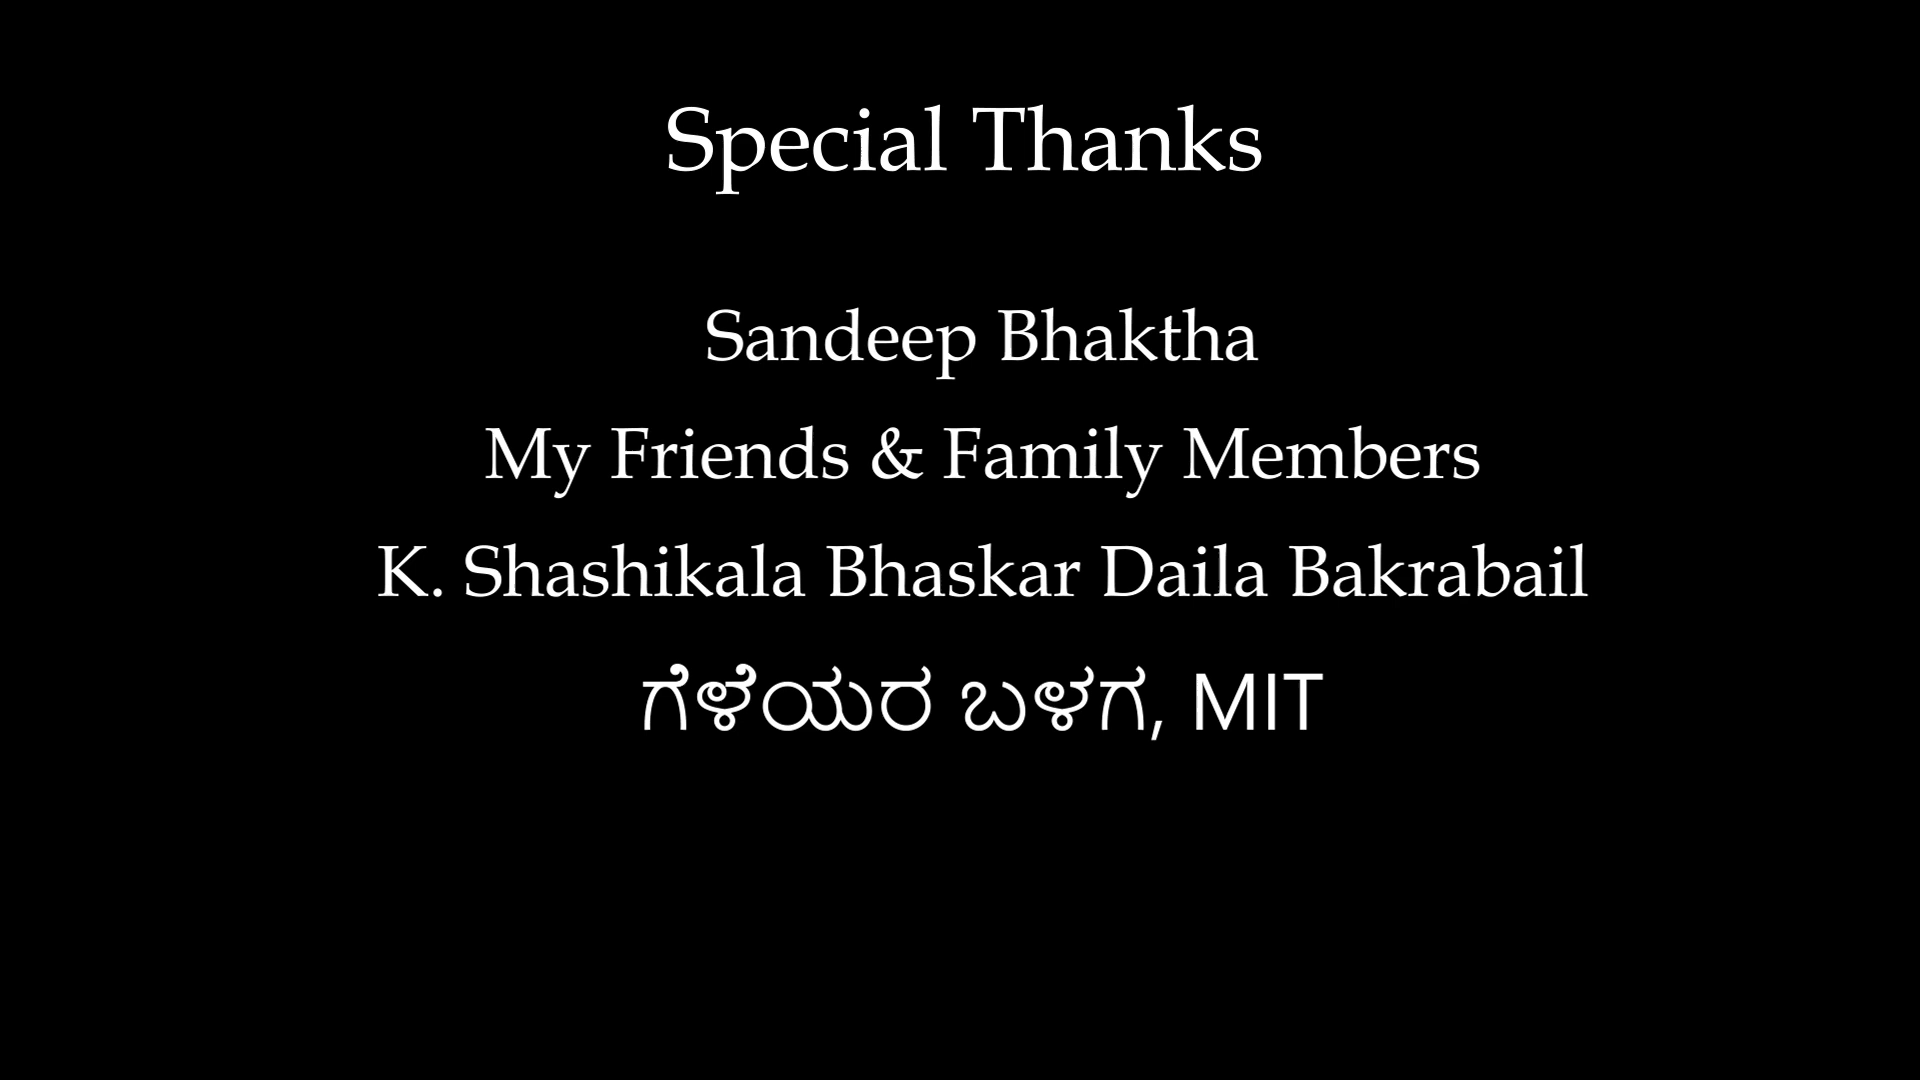 Special Thanks
Sandeep Bhaktha
My Friends & Family Members
K. Shashikala Bhaskar Daila Bakrabail
ಗೆಳೆಯರ ಬಳಗ, MIT